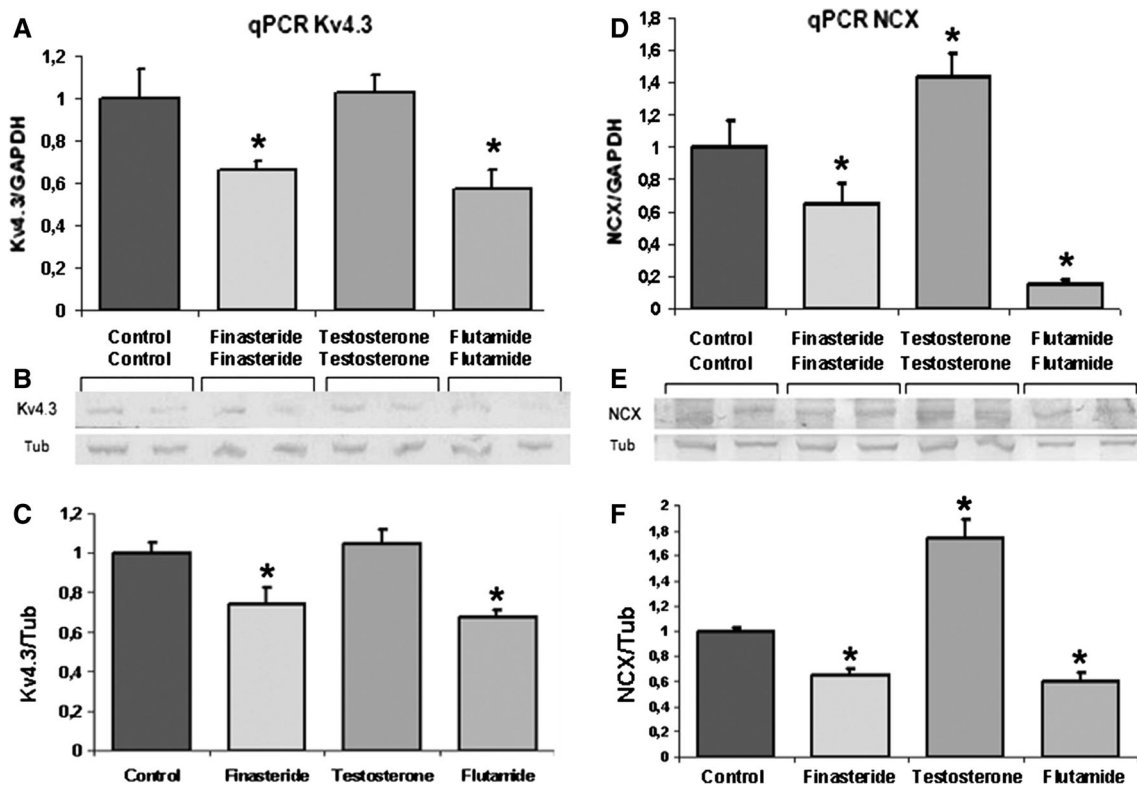 A
qPCR Kv4.3
Kv4.3/GAPDH
1,2
1
0,8
0,6
0,4
0,2
0
*
*
Control Finasteride Testosterone Flutamide
Control Finasteride Testosterone Flutamide
B
Kv4.3
Tub
C
Kv4.3/Tub
1,2
1
0,8
0,6
0,4
0,2
0
*
*
Control Finasteride Testosterone Flutamide
D
qPCR NCX
NCX/GAPDH
1,8
1,6
1,4
1,2
1
0,8
0,6
0,4
0,2
0
*
*
*
Control Finasteride Testosterone Flutamide
Control Finasteride Testosterone Flutamide
E
NCX
Tub
F
NCX/Tub
2
1,8
1,6
1,4
1,2
1
0,8
0,6
0,4
0,2
0
*
*
*
Control Finasteride Testosterone Flutamide